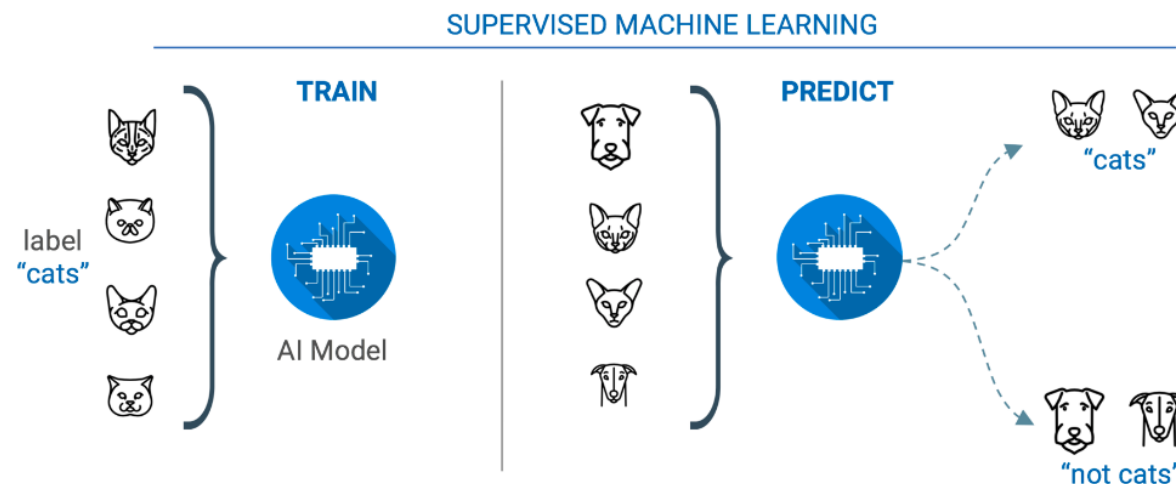 SUPERVISED MACHINE LEARNING
TRAIN
label
“cats”
AI Model
PREDICT
“cats”
“not cats”